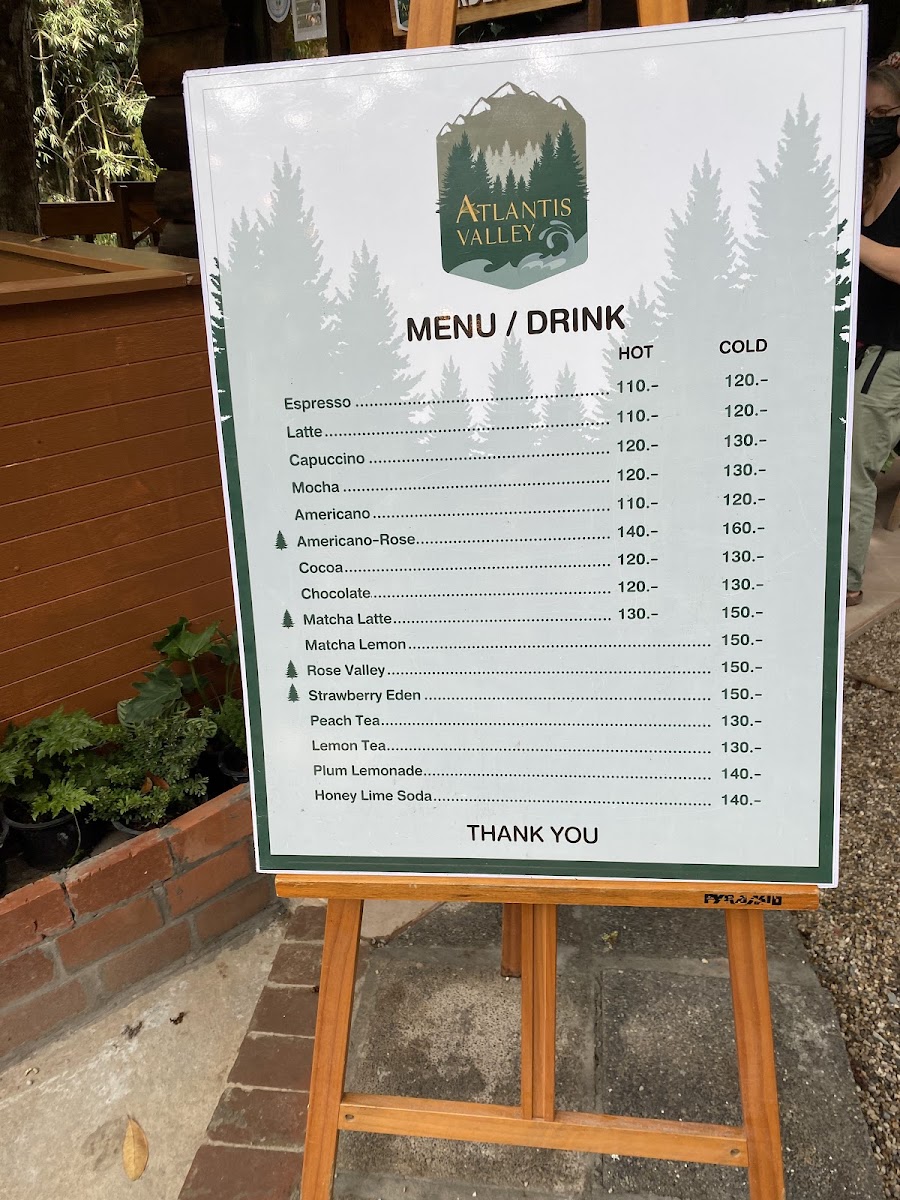 ATLANTIS
VALLEY
MENU / DRINK
HOT COLD
Espresso 110.- 120.-
Latte 110.- 120.-
Capuccino 120.- 130.-
Mocha 120.- 130.-
Americano 110.- 120.-
Americano-Rose 140.- 160.-
Cocoa 120.- 130.-
Chocolate 120.- 130.-
Matcha Latte 130.- 150.-
Matcha Lemon 150.-
Rose Valley 150.-
Strawberry Eden 150.-
Peach Tea 130.-
Lemon Tea 130.-
Plum Lemonade 140.-
Honey Lime Soda 140.-
THANK YOU
PYRAMID